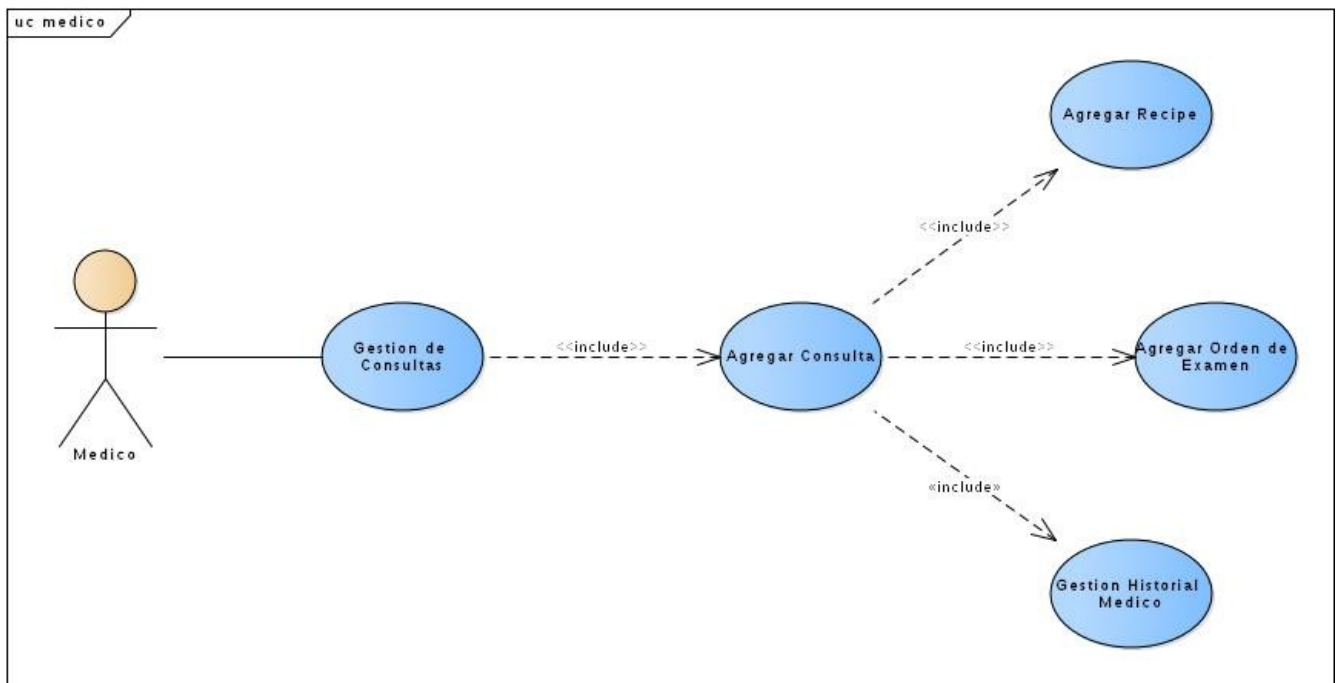 uc medico
Agregar Recipe
<<include>>
Gestion de
Consultas
<<include>>
Agregar Consulta
<<include>>
Agregar Orden de
Examen
Medico
«include»
Gestion Historial
Medico